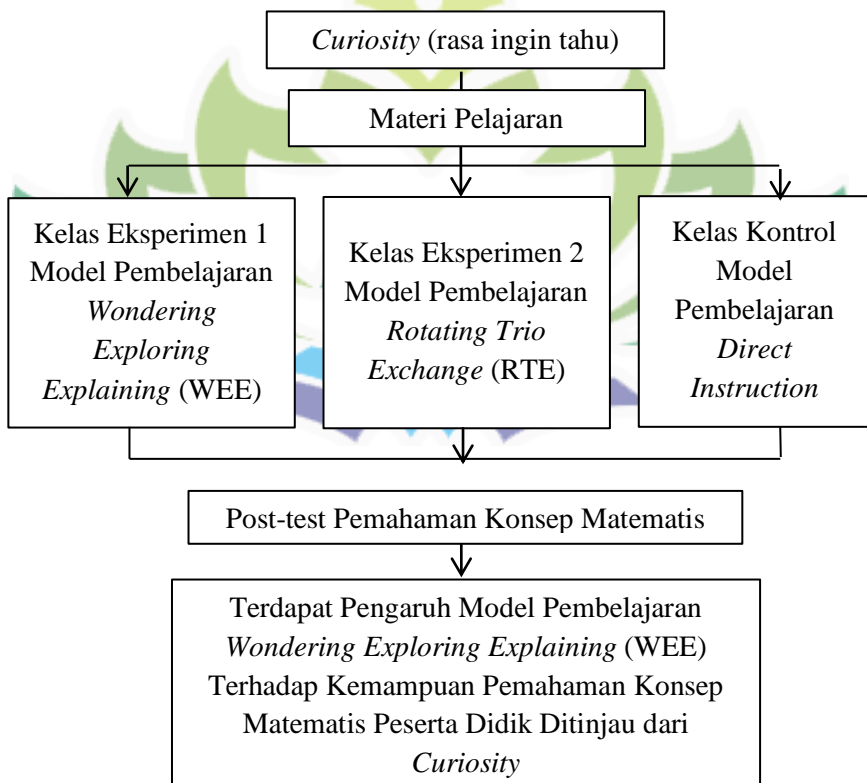 Curiosity (rasa ingin tahu)
Materi Pelajaran
Kelas Eksperimen 1
Model Pembelajaran
Wondering
Exploring
Explaining (WEE)
Kelas Eksperimen 2
Model Pembelajaran
Rotating Trio
Exchange (RTE)
Kelas Kontrol
Model
Pembelajaran
Direct
Instruction
Post-test Pemahaman Konsep Matematis
Terdapat Pengaruh Model Pembelajaran
Wondering Exploring Explaining (WEE)
Terhadap Kemampuan Pemahaman Konsep
Matematis Peserta Didik Ditinjau dari
Curiosity